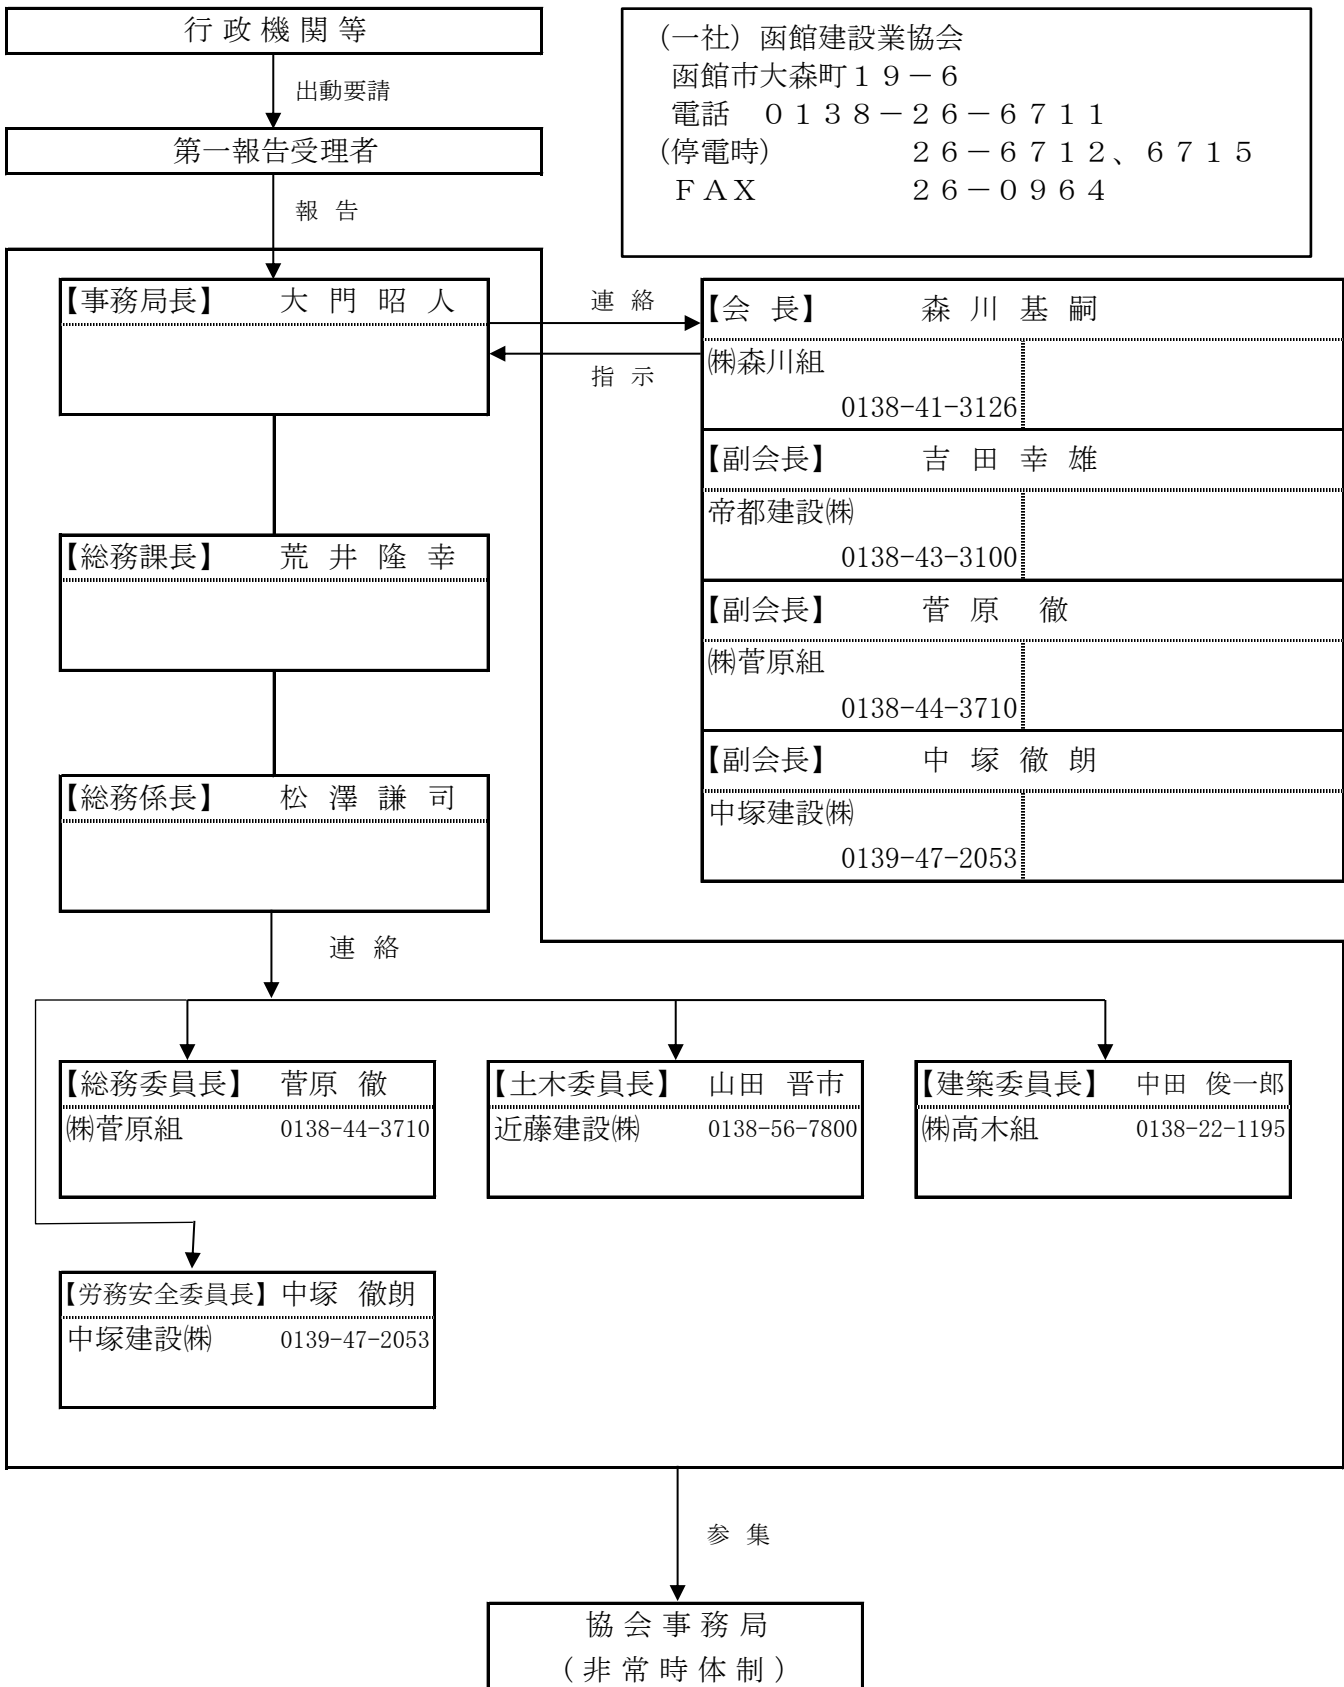 行政機関等
出動要請
第一報告受理者
報 告
（一社）函館建設業協会
函館市大森町１９－６
電話　０１３８－２６－６７１１
（停電時）　２６－６７１２、６７１５
ＦＡＸ　２６－０９６４
【事務局長】　大 門 昭 人
連 絡
指 示
【会 長】　森 川 基 嗣
㈱森川組
0138-41-3126
【副会長】　吉 田 幸 雄
帝都建設㈱
0138-43-3100
【副会長】　菅 原　徹
㈱菅原組
0138-44-3710
【副会長】　中 塚 徹 朗
中塚建設㈱
0139-47-2053
【総務課長】　荒 井 隆 幸
【総務係長】　松 澤 謙 司
連 絡
【総務委員長】　菅原 徹
㈱菅原組　0138-44-3710
【土木委員長】　山田 晋市
近藤建設㈱　0138-56-7800
【建築委員長】　中田 俊一郎
㈱高木組　0138-22-1195
【労務安全委員長】中塚 徹朗
中塚建設㈱　0139-47-2053
参 集
協会事務局
（非常時体制）